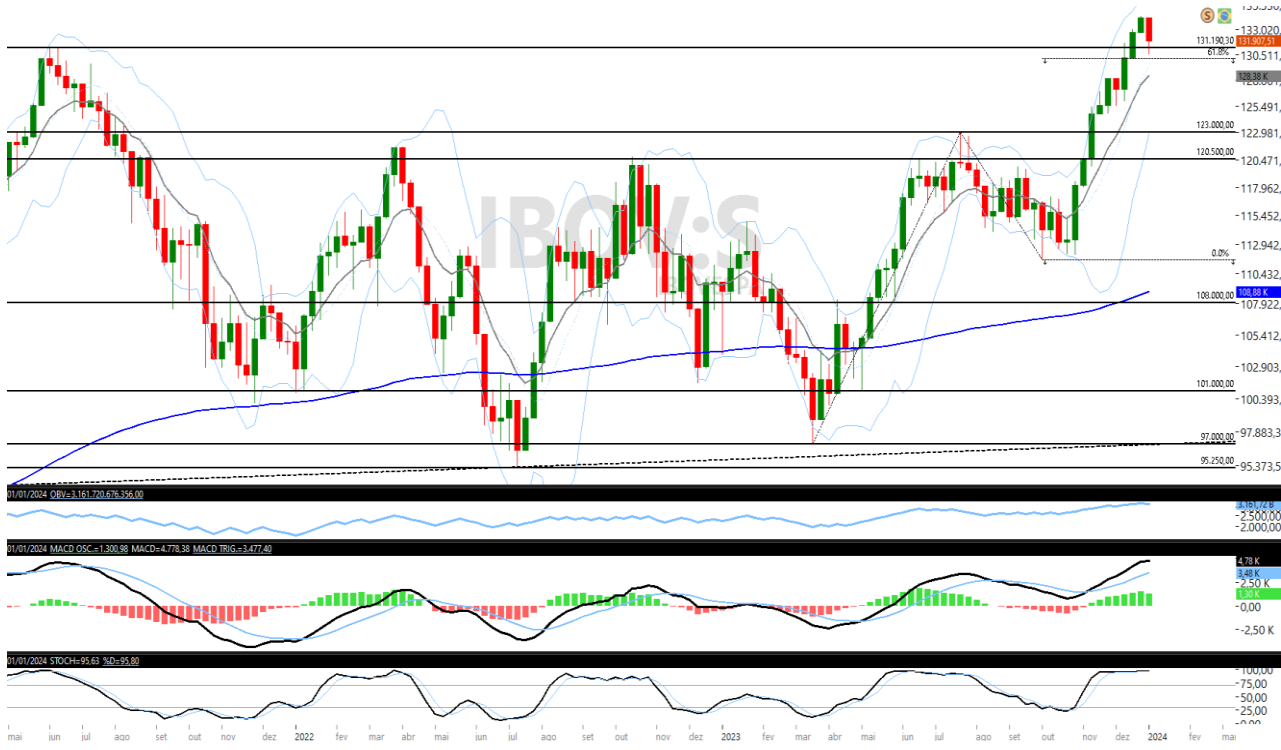 133.020
131.190,30
131.907,51
61.8%
130.511,
128,38 K
125.491,
123.000,00
122.981,
120.500,00
120.471,
117.962,
IBOV:S
115.452,
112.942
0.0%
110.432,
108,88 K
108.000,00
107.922,
105.412,
102.903,
101.000,00
100.393,
97.883,3
97.000,00
95.250,00
95.373,5
01/01/2024 OBV=3.161.720.676.356,00
3.161,72 B
2.500,00
2.000,00
01/01/2024 MACD OSC.=1.300,98 MACD=4.778,38 MACD TRIG.=3.477,40
4,78 K
3,48 K
2,50 K
1,30 K
0,00
-2,50 K
01/01/2024 STOCH=95,63 %D=95,80
100,00
75,00
50,00
25,00
0,00
mai jun jul ago set out nov dez 2022 fev mar abr mai jun jul ago set out nov dez 2023 fev mar abr mai jun jul ago set out nov dez 2024 fev mar